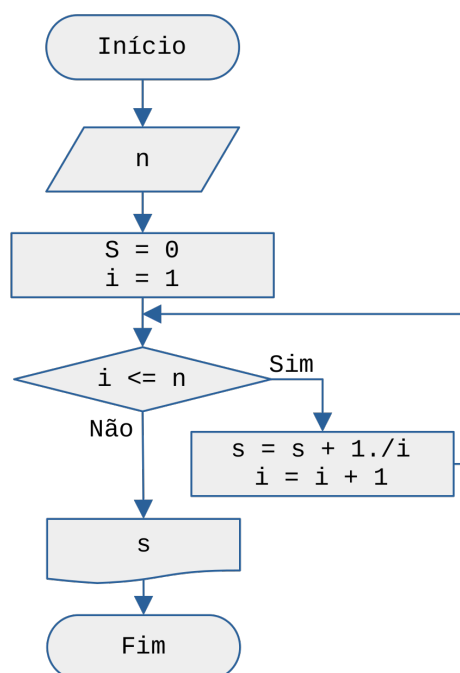 Início
n
S = 0
i = 1
i <= n
Sim
Não
s = s + 1./i
i = i + 1
s
Fim